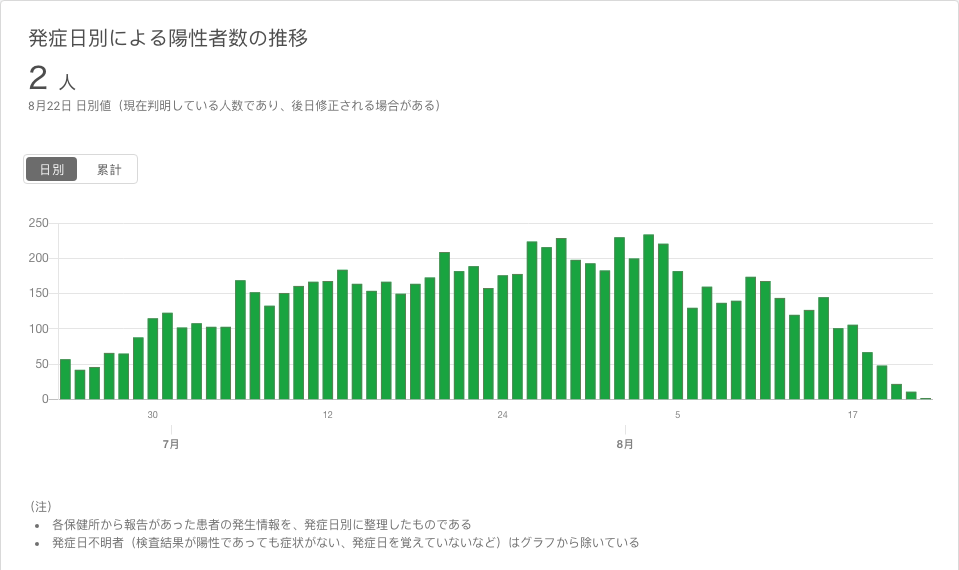 発症日別による陽性者数の推移
2 人
8月22日 日別値（現在判明している人数であり、後日修正される場合がある）
日別 累計
250
200
150
100
50
0
30 12 24 5 17
7月 8月
（注）
• 各保健所から報告があった患者の発生情報を、発症日別に整理したものである
• 発症日不明者（検査結果が陽性であっても症状がない、発症日を覚えていないなど）はグラフから除いている